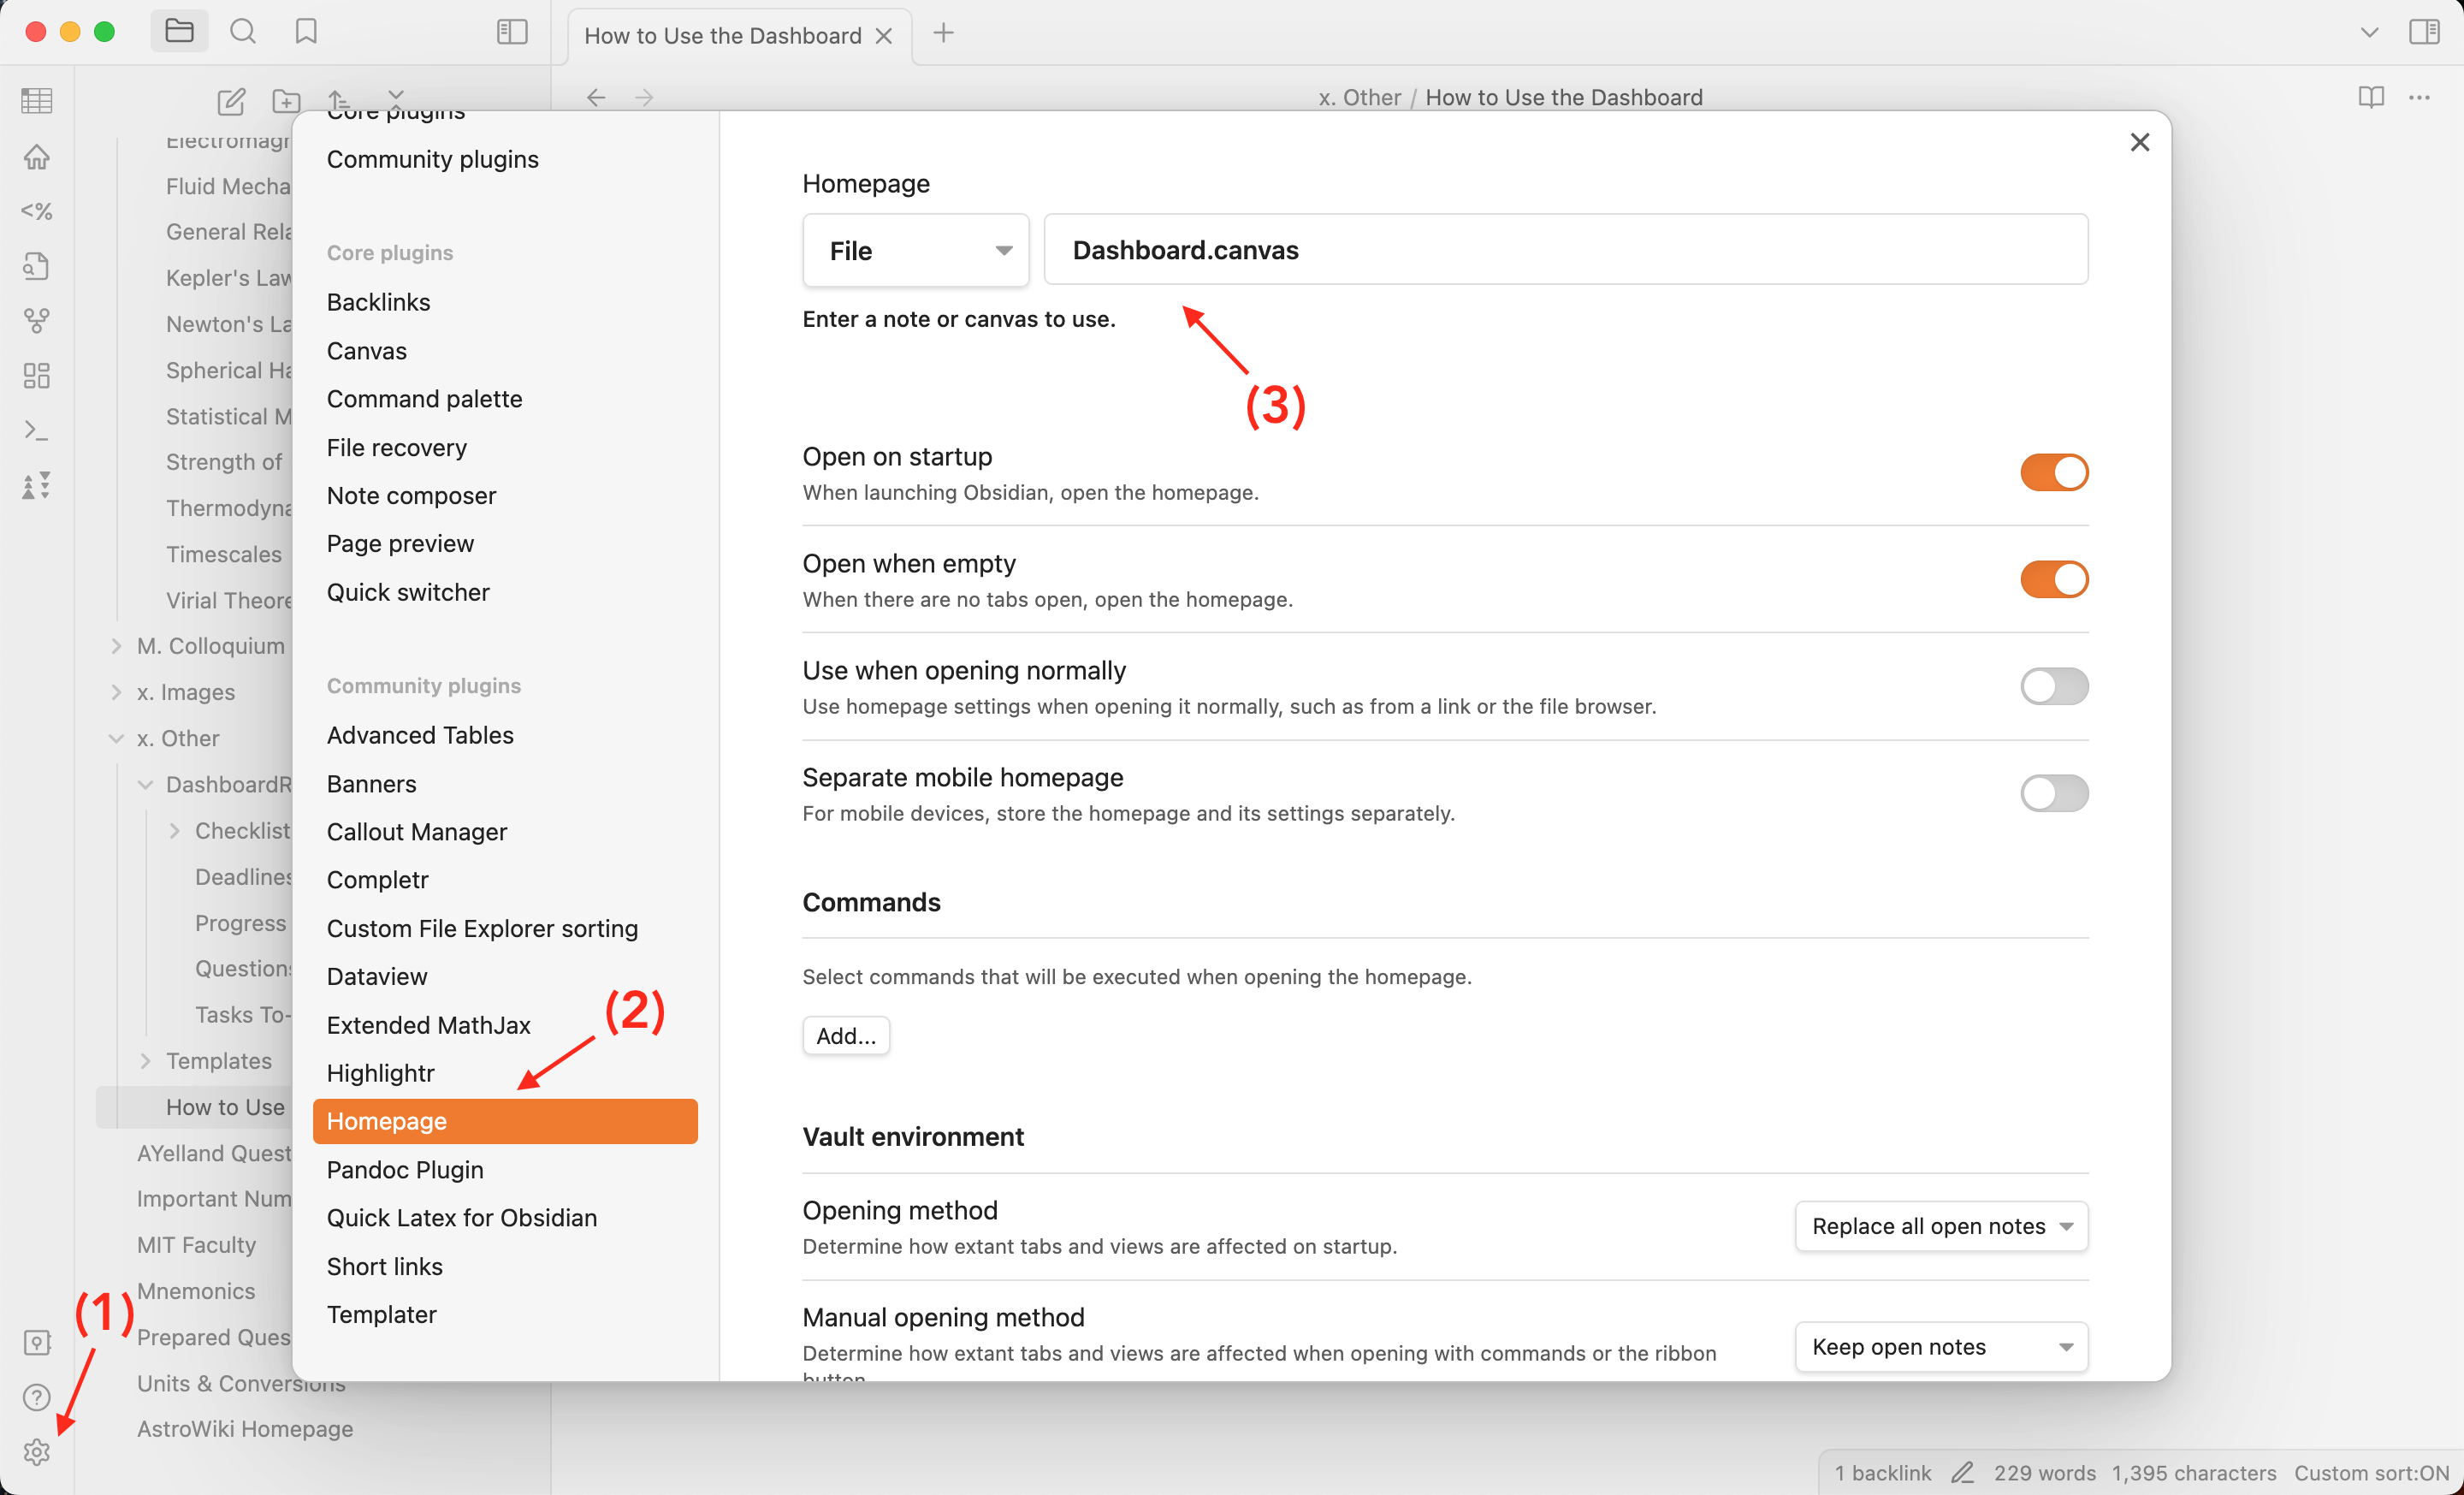 How to Use the Dashboard
x. Other / How to Use the Dashboard
<%
Fluid Mecha
General Rela
Kepler's Law
Newton's La
Spherical Ha
Statistical M
Strength of
Thermodyna
Timescales
Virial Theore
M. Colloquium
x. Images
x. Other
DashboardR
Checklist
Deadlines
Progress
Questions
Tasks To-
Templates
How to Use
AYelland Quest
Important Num
MIT Faculty
Mnemonics
Prepared Ques
Units & Conversions
AstroWiki Homepage
(1)
Core plugins
Community plugins
Core plugins
Backlinks
Canvas
Command palette
File recovery
Note composer
Page preview
Quick switcher
Community plugins
Advanced Tables
Banners
Callout Manager
Completr
Custom File Explorer sorting
Dataview
Extended MathJax
(2)
Highlightr
Homepage
Pandoc Plugin
Quick Latex for Obsidian
Short links
Templater
Homepage
File
Dashboard.canvas
Enter a note or canvas to use.
(3)
Open on startup
When launching Obsidian, open the homepage.
Open when empty
When there are no tabs open, open the homepage.
Use when opening normally
Use homepage settings when opening it normally, such as from a link or the file browser.
Separate mobile homepage
For mobile devices, store the homepage and its settings separately.
Commands
Select commands that will be executed when opening the homepage.
Add...
Vault environment
Opening method
Determine how extant tabs and views are affected on startup.
Replace all open notes
Manual opening method
Determine how extant tabs and views are affected when opening with commands or the ribbon
button.
Keep open notes
1 backlink 229 words 1,395 characters Custom sort:ON